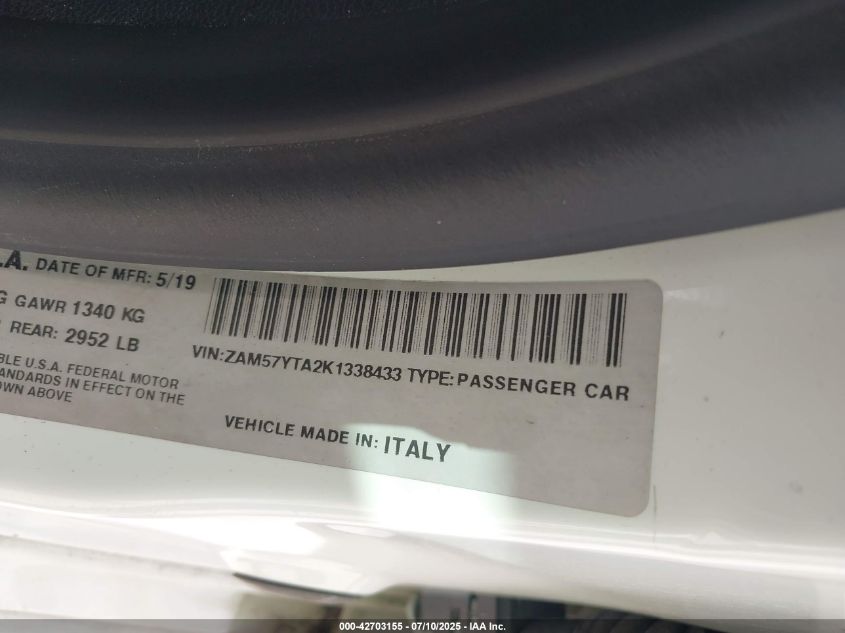 .A. DATE OF MFR: 5/19
G GAWR 1340 KG
REAR: 2952 LB
BLE U.S.A. FEDERAL MOTOR
ANDARDS IN EFFECT ON THE
OWN ABOVE
VIN:ZAM57YTA2K1338433 TYPE:PASSENGER CAR
VEHICLE MADE IN: ITALY
000-42703155 - 07/10/2025 - IAA Inc.